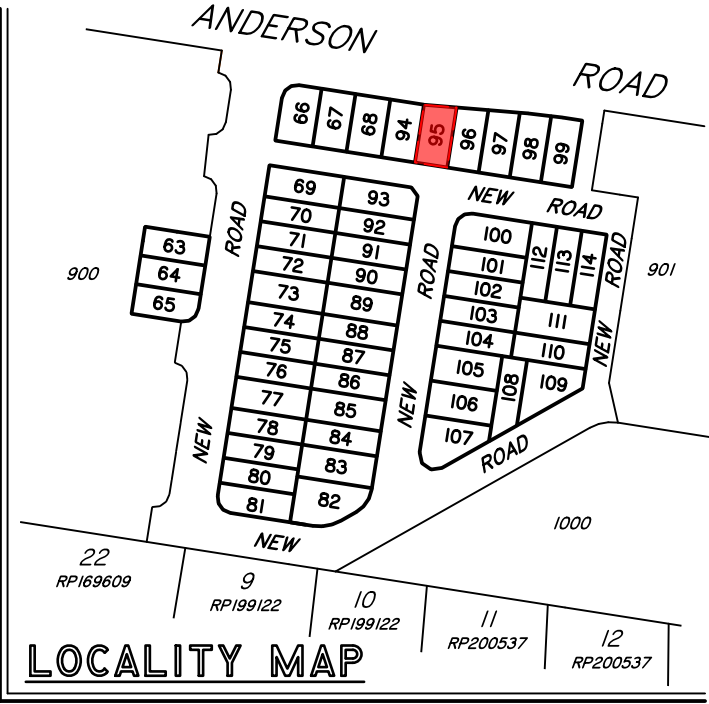 ANDERSON
ROAD
66 67 68 94 95 96 97 98 99
NEW ROAD
69 93
70 92
71 91
72 90
73 89
74 88
75 87
76 86
77 85
78 84
79 83
80 82
81
ROAD
NEW
63
64
65
900
ROAD
NEW
100 112 113 114
101
102
103 111
104 110
105 108 109
106
107
ROAD
NEW
901
ROAD
1000
NEW
22
RP169609
9
RP199122
10
RP199122
11
RP200537
12
RP200537
LOCALITY MAP